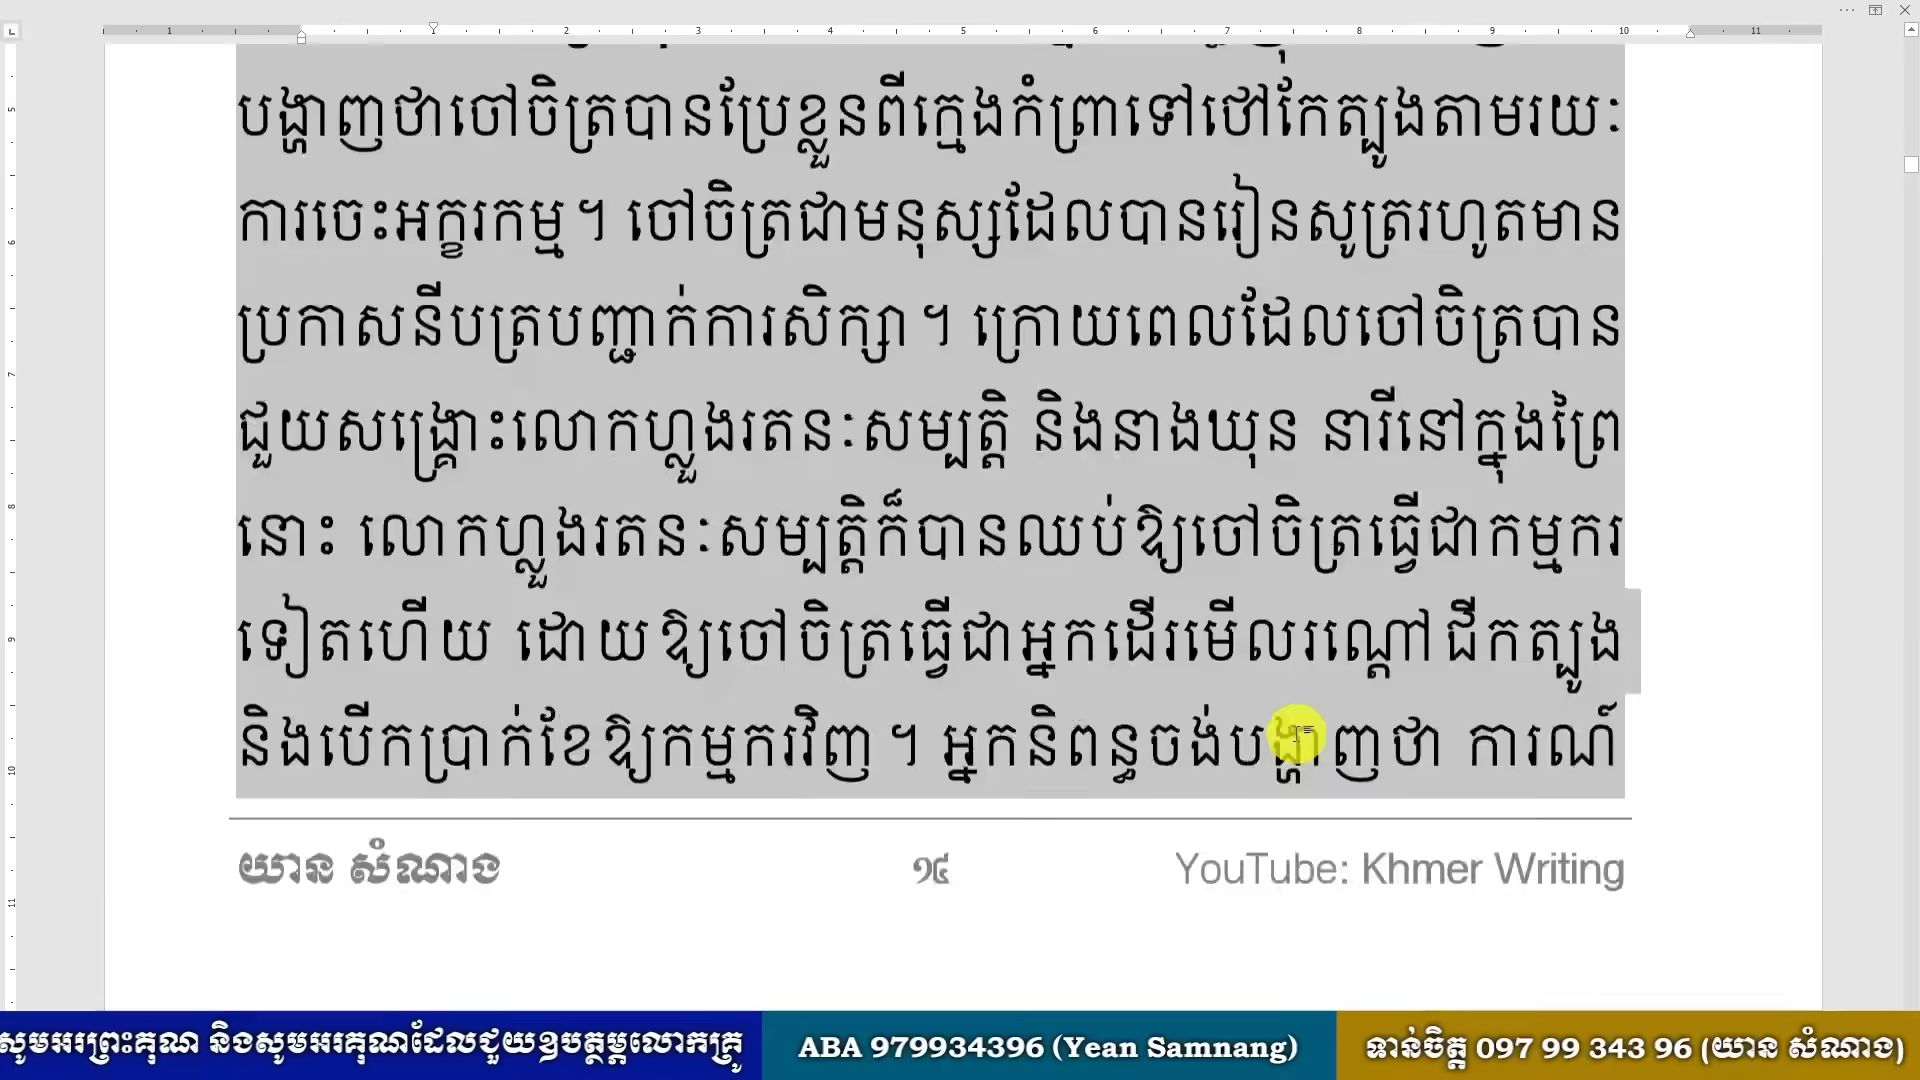 បង្ហាញថាចៅចិត្របានប្រែខ្លួនពីក្មេងកំព្រាទៅថៅកែត្បូងតាមរយៈ
ការចេះអក្ខរកម្ម។ ចៅចិត្រជាមនុស្សដែលបានរៀនសូត្ររហូតមាន
ប្រកាសនីបត្របញ្ជាក់ការសិក្សា។ ក្រោយពេលដែលចៅចិត្របាន
ជួយសង្គ្រោះលោកហ្លួងរតនៈសម្បត្តិ និងនាងឃុន នារីនៅក្នុងព្រៃ
នោះ លោកហ្លួងរតនៈសម្បត្តិក៏បានឈប់ឱ្យចៅចិត្រធ្វើជាកម្មករ
ទៀតហើយ ដោយឱ្យចៅចិត្រធ្វើជាអ្នកដើរមើលរណ្ដៅជីកត្បូង
និងបើកប្រាក់ខែឱ្យកម្មករវិញ។ អ្នកនិពន្ធចង់បង្ហាញថា ការណ៍
យាន សំណាង ១៤ YouTube: Khmer Writing
សូមអរព្រះគុណ និងសូមអរគុណដែលជួយឧបត្ថម្ភលោកគ្រូ ABA 979934396 (Yean Samnang) ទាន់ចិត្ត 097 99 343 96 (យាន សំណាង)